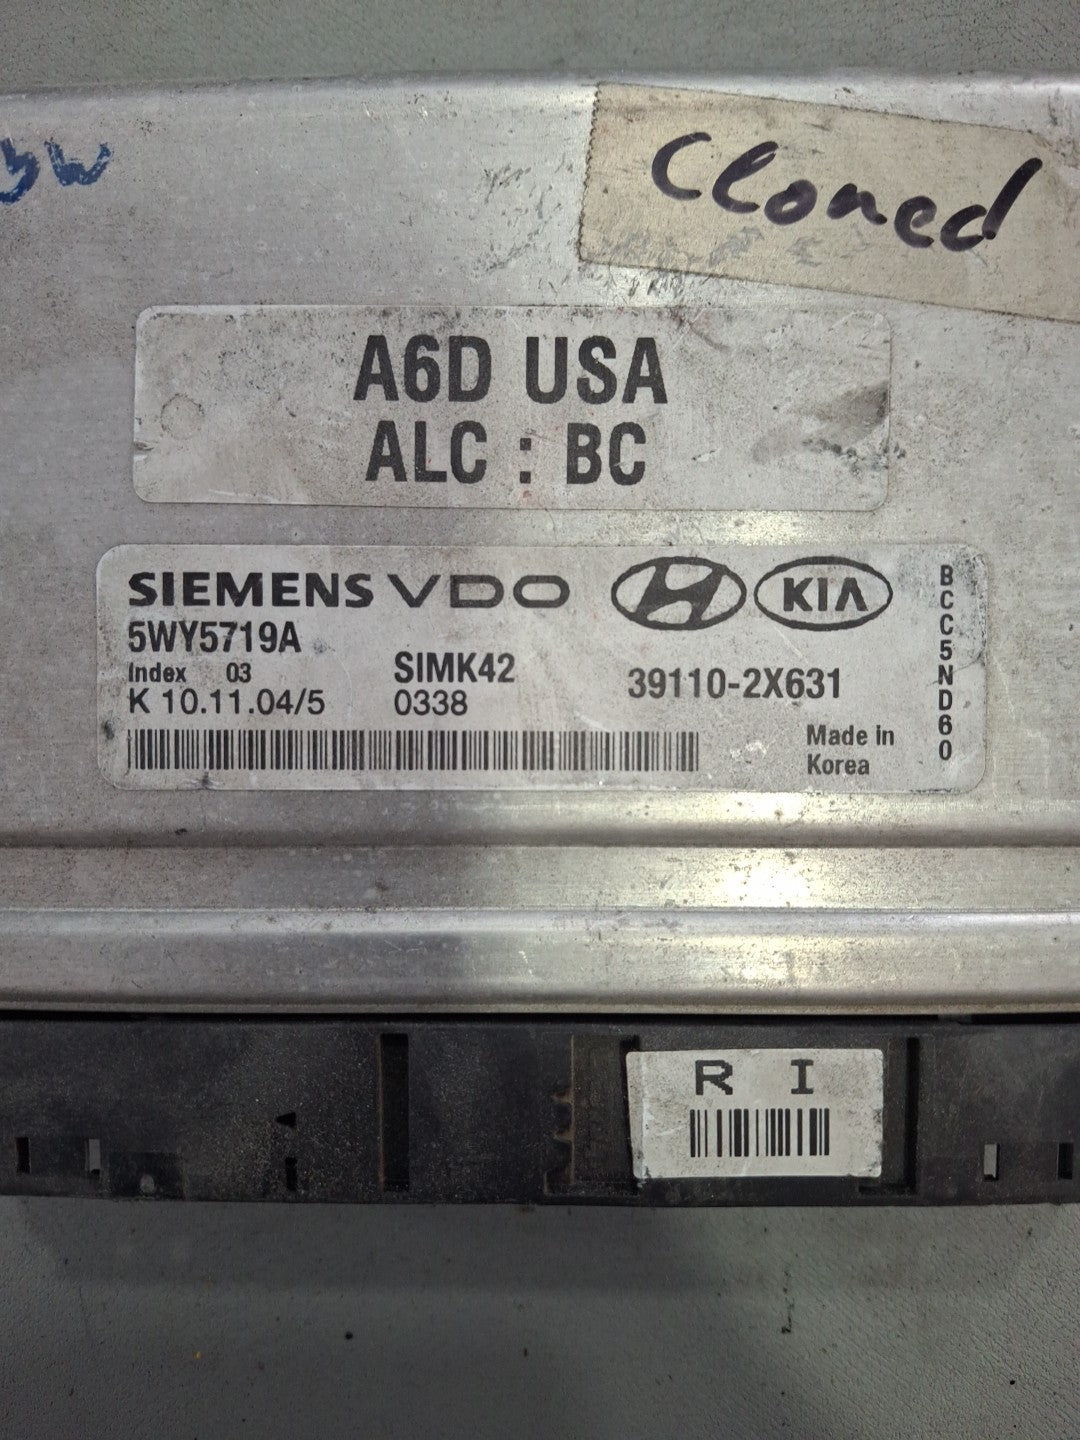 Cloned
A6D USA
ALC : BC
SIEMENS VDO
KIA
5WY5719A
Index 03
SIMK42
K 10.11.04/5
0338
39110-2X631
Made in
Korea
BCC5ND60
R I